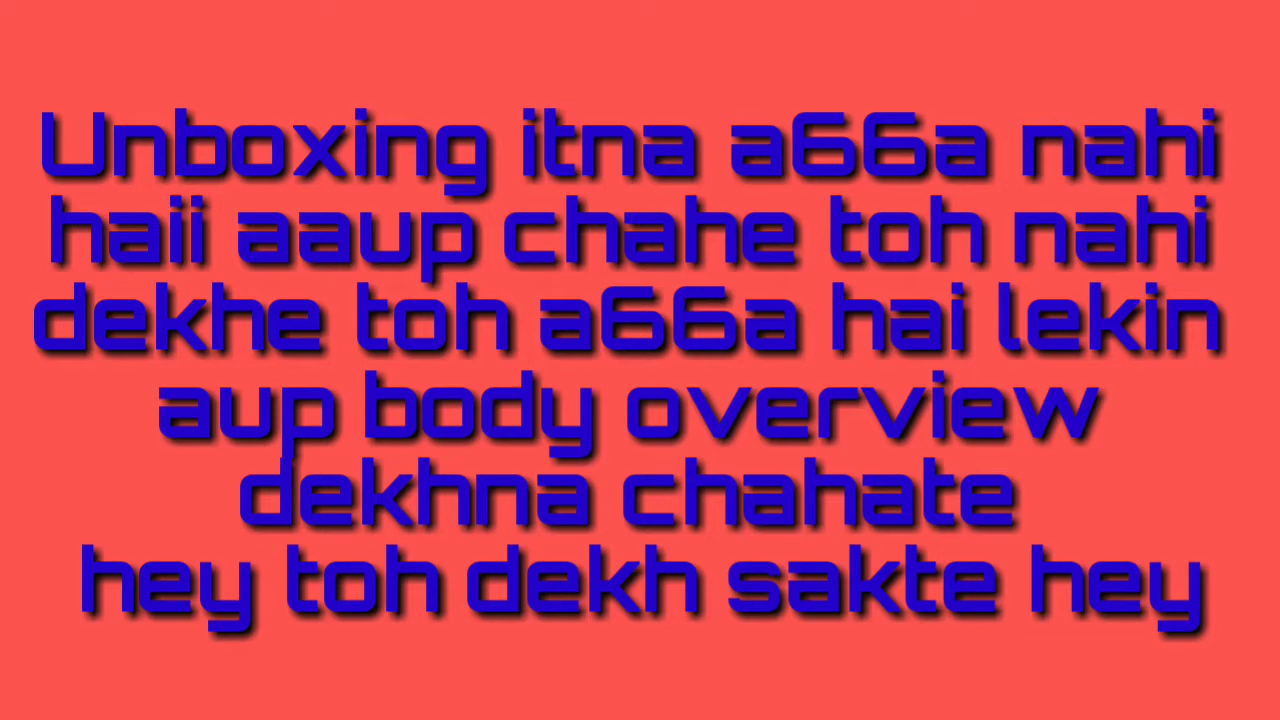 Unboxing itna a66a nahi
haii aaup chahe toh nahi
dekhe toh a66a hai lekin
aup body overview
dekhna chahate
hey toh dekh sakte hey